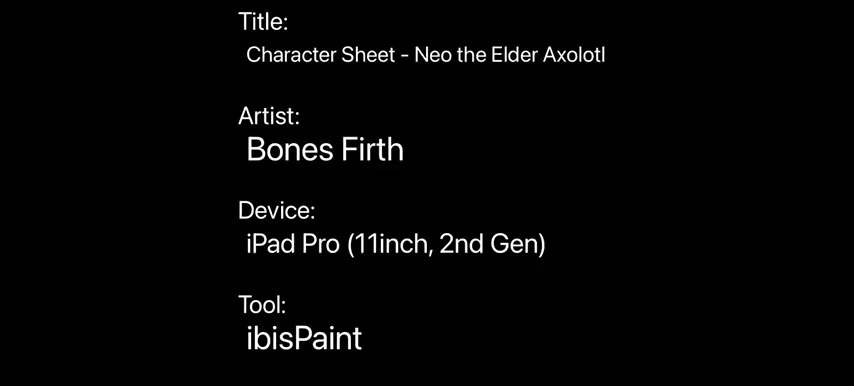 Title:
Character Sheet - Neo the Elder Axolotl
Artist:
Bones Firth
Device:
iPad Pro (11inch, 2nd Gen)
Tool:
ibisPaint